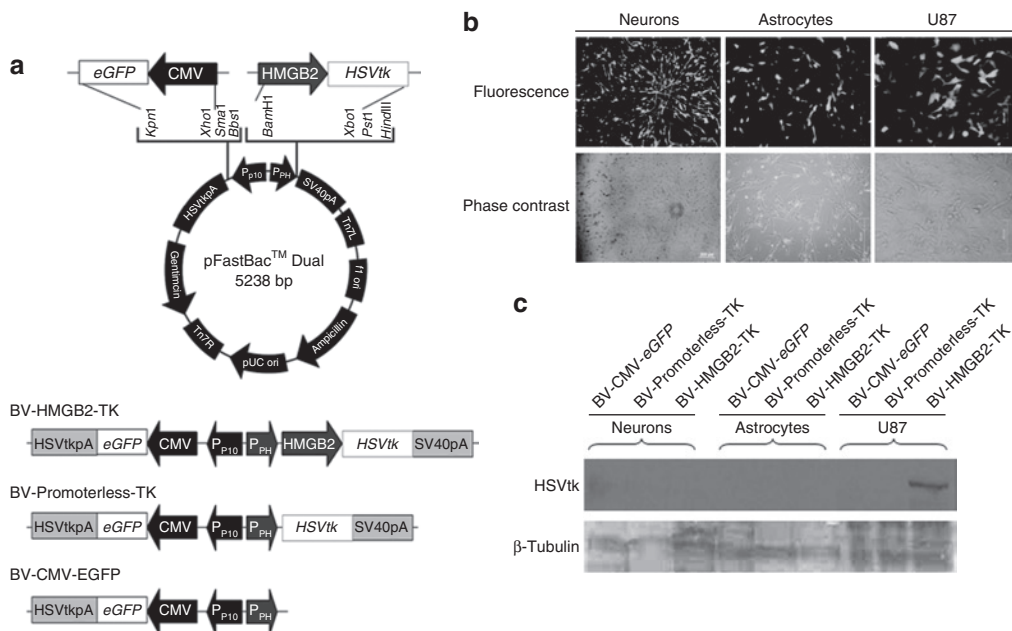 a
eGFP CMV HMGB2 HSVtk
Kpn1 Xho1 Sma1 Bbs1 BamH1 Xbo1 Pst1 HindIII
HSVtkpA Pp10 PPH SV40pA
Tn7L
f1 ori
Ampicillin
pUC ori
Tn7R
Gentimcin
pFastBac™ Dual
5238 bp
BV-HMGB2-TK
HSVtkpA eGFP CMV PP10 PPH HMGB2 HSVtk SV40pA
BV-Promoterless-TK
HSVtkpA eGFP CMV PP10 PPH HSVtk SV40pA
BV-CMV-EGFP
HSVtkpA eGFP CMV PP10 PPH
b
Neurons Astrocytes U87
Fluorescence
Phase contrast
c
BV-CMV-eGFP BV-Promoterless-TK BV-HMGB2-TK BV-CMV-eGFP BV-Promoterless-TK BV-HMGB2-TK BV-CMV-eGFP BV-Promoterless-TK BV-HMGB2-TK
Neurons Astrocytes U87
HSVtk
β-Tubulin